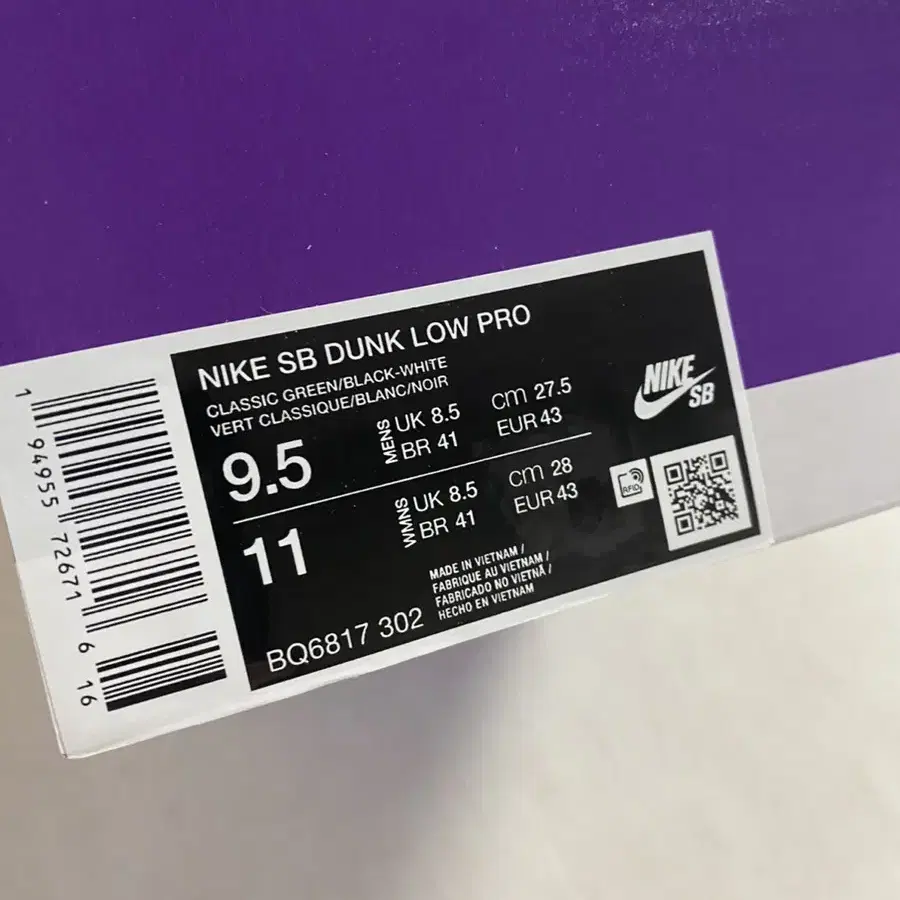 NIKE SB DUNK LOW PRO
CLASSIC GREEN/BLACK-WHITE
VERT CLASSIQUE/BLANC/NOIR
9.5
MENS
UK 8.5
cm 27.5
BR 41
EUR 43
11
WMNS
UK 8.5
cm 28
BR 41
EUR 43
BQ6817 302
MADE IN VIETNAM /
FABRIQUE AU VIETNAM /
FABRICADO NO VIETNÃ /
HECHO EN VIETNAM
NIKE
SB
RFID
1 94955 72671 6 16